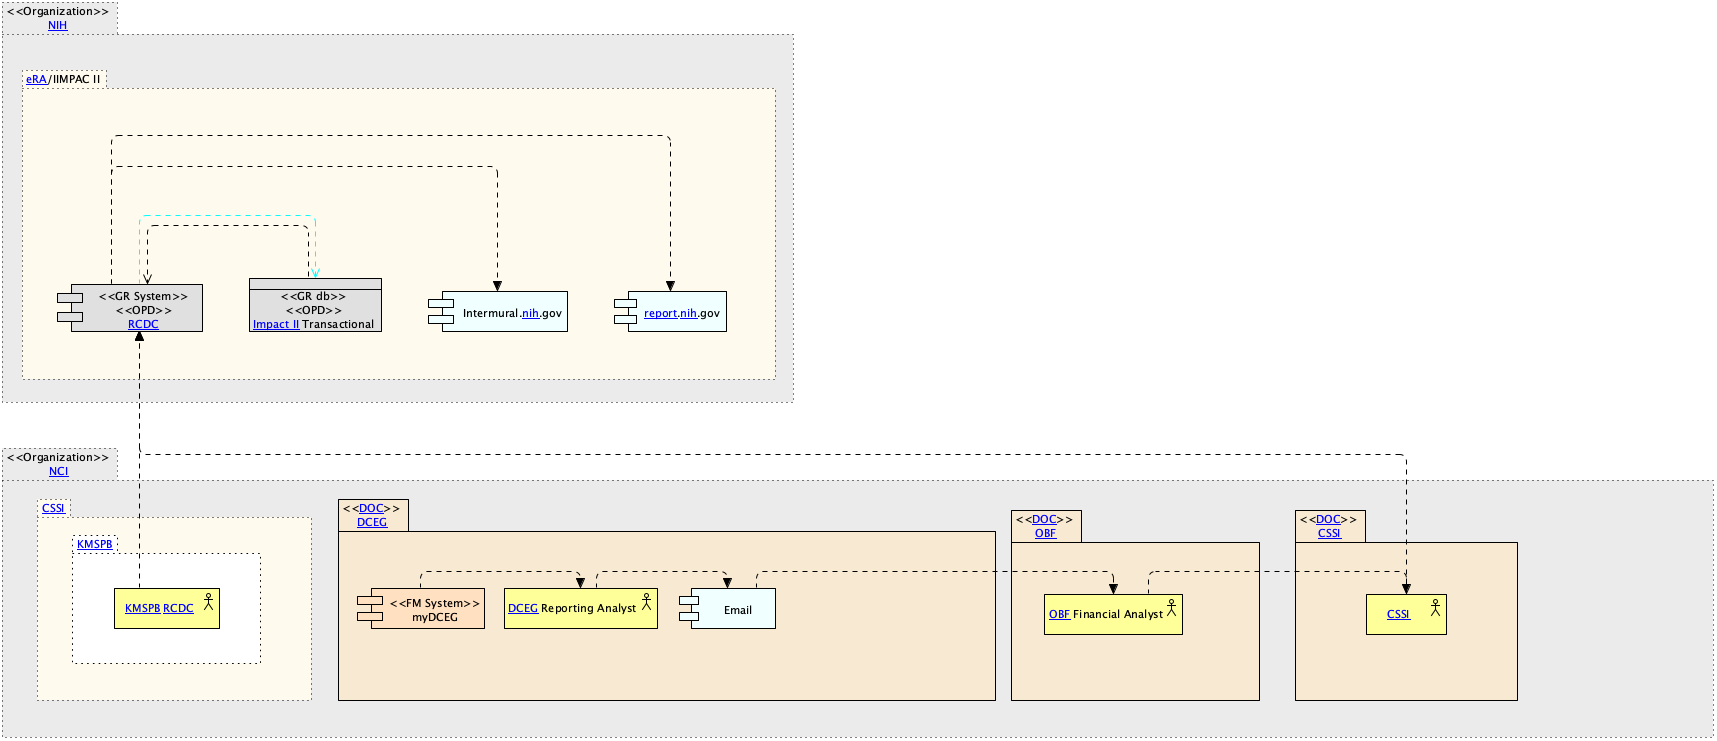 <<Organization>>
NIH
eRA/IIMPAC II
<<GR System>>
<<OPD>>
RCDC
<<GR db>>
<<OPD>>
Impact II Transactional
Intermural.nih.gov
report.nih.gov
<<Organization>>
NCI
CSSI
KMSPB
KMSPB RCDC
<<DOC>>
DCEG
<<FM System>>
myDCEG
DCEG Reporting Analyst
Email
<<DOC>>
OBF
OBF Financial Analyst
<<DOC>>
CSSI
CSSI